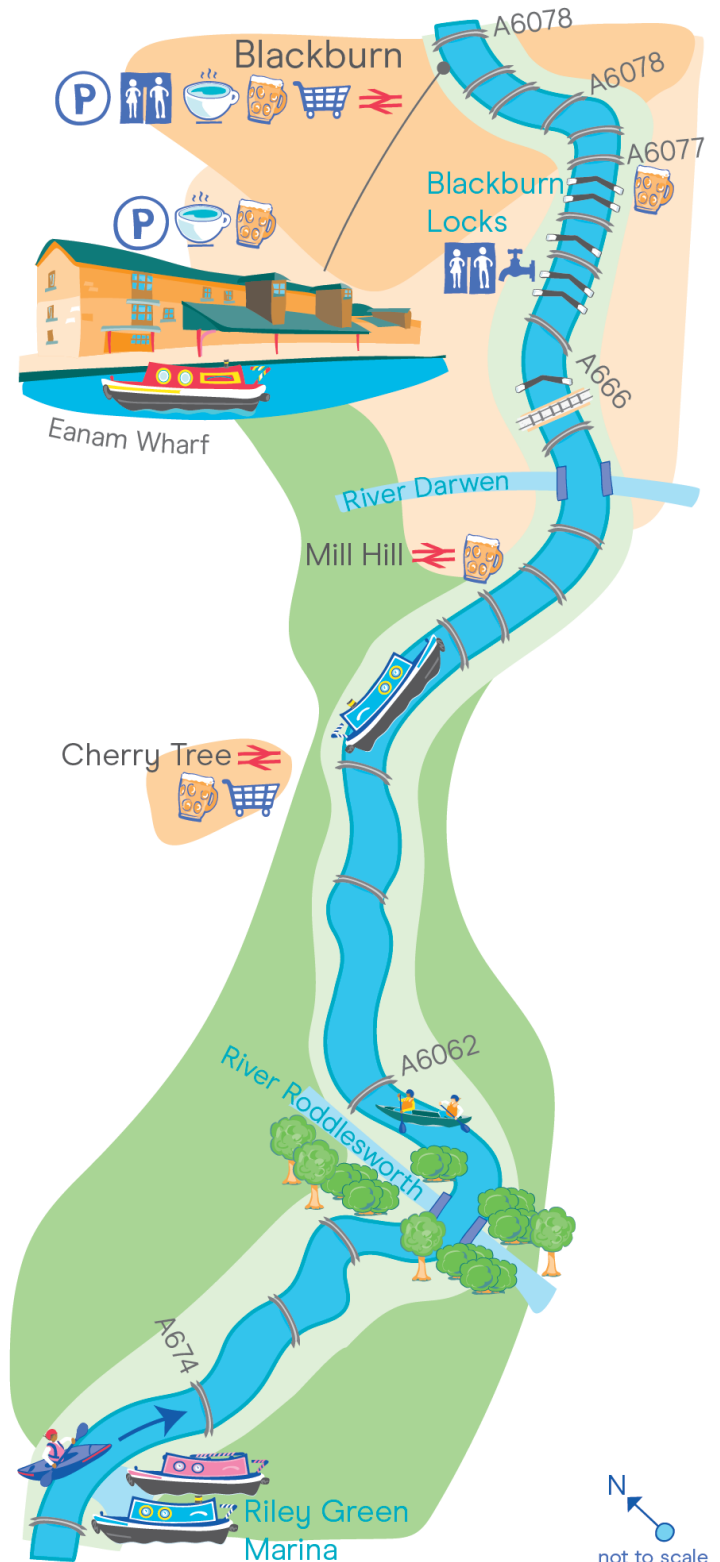 A6078
Blackburn
P
A6078
A6077
Blackburn
Locks
P
A666
Eanam Wharf
River Darwen
Mill Hill
Cherry Tree
A6062
River Roddlesworth
A674
Riley Green
Marina
N
not to scale